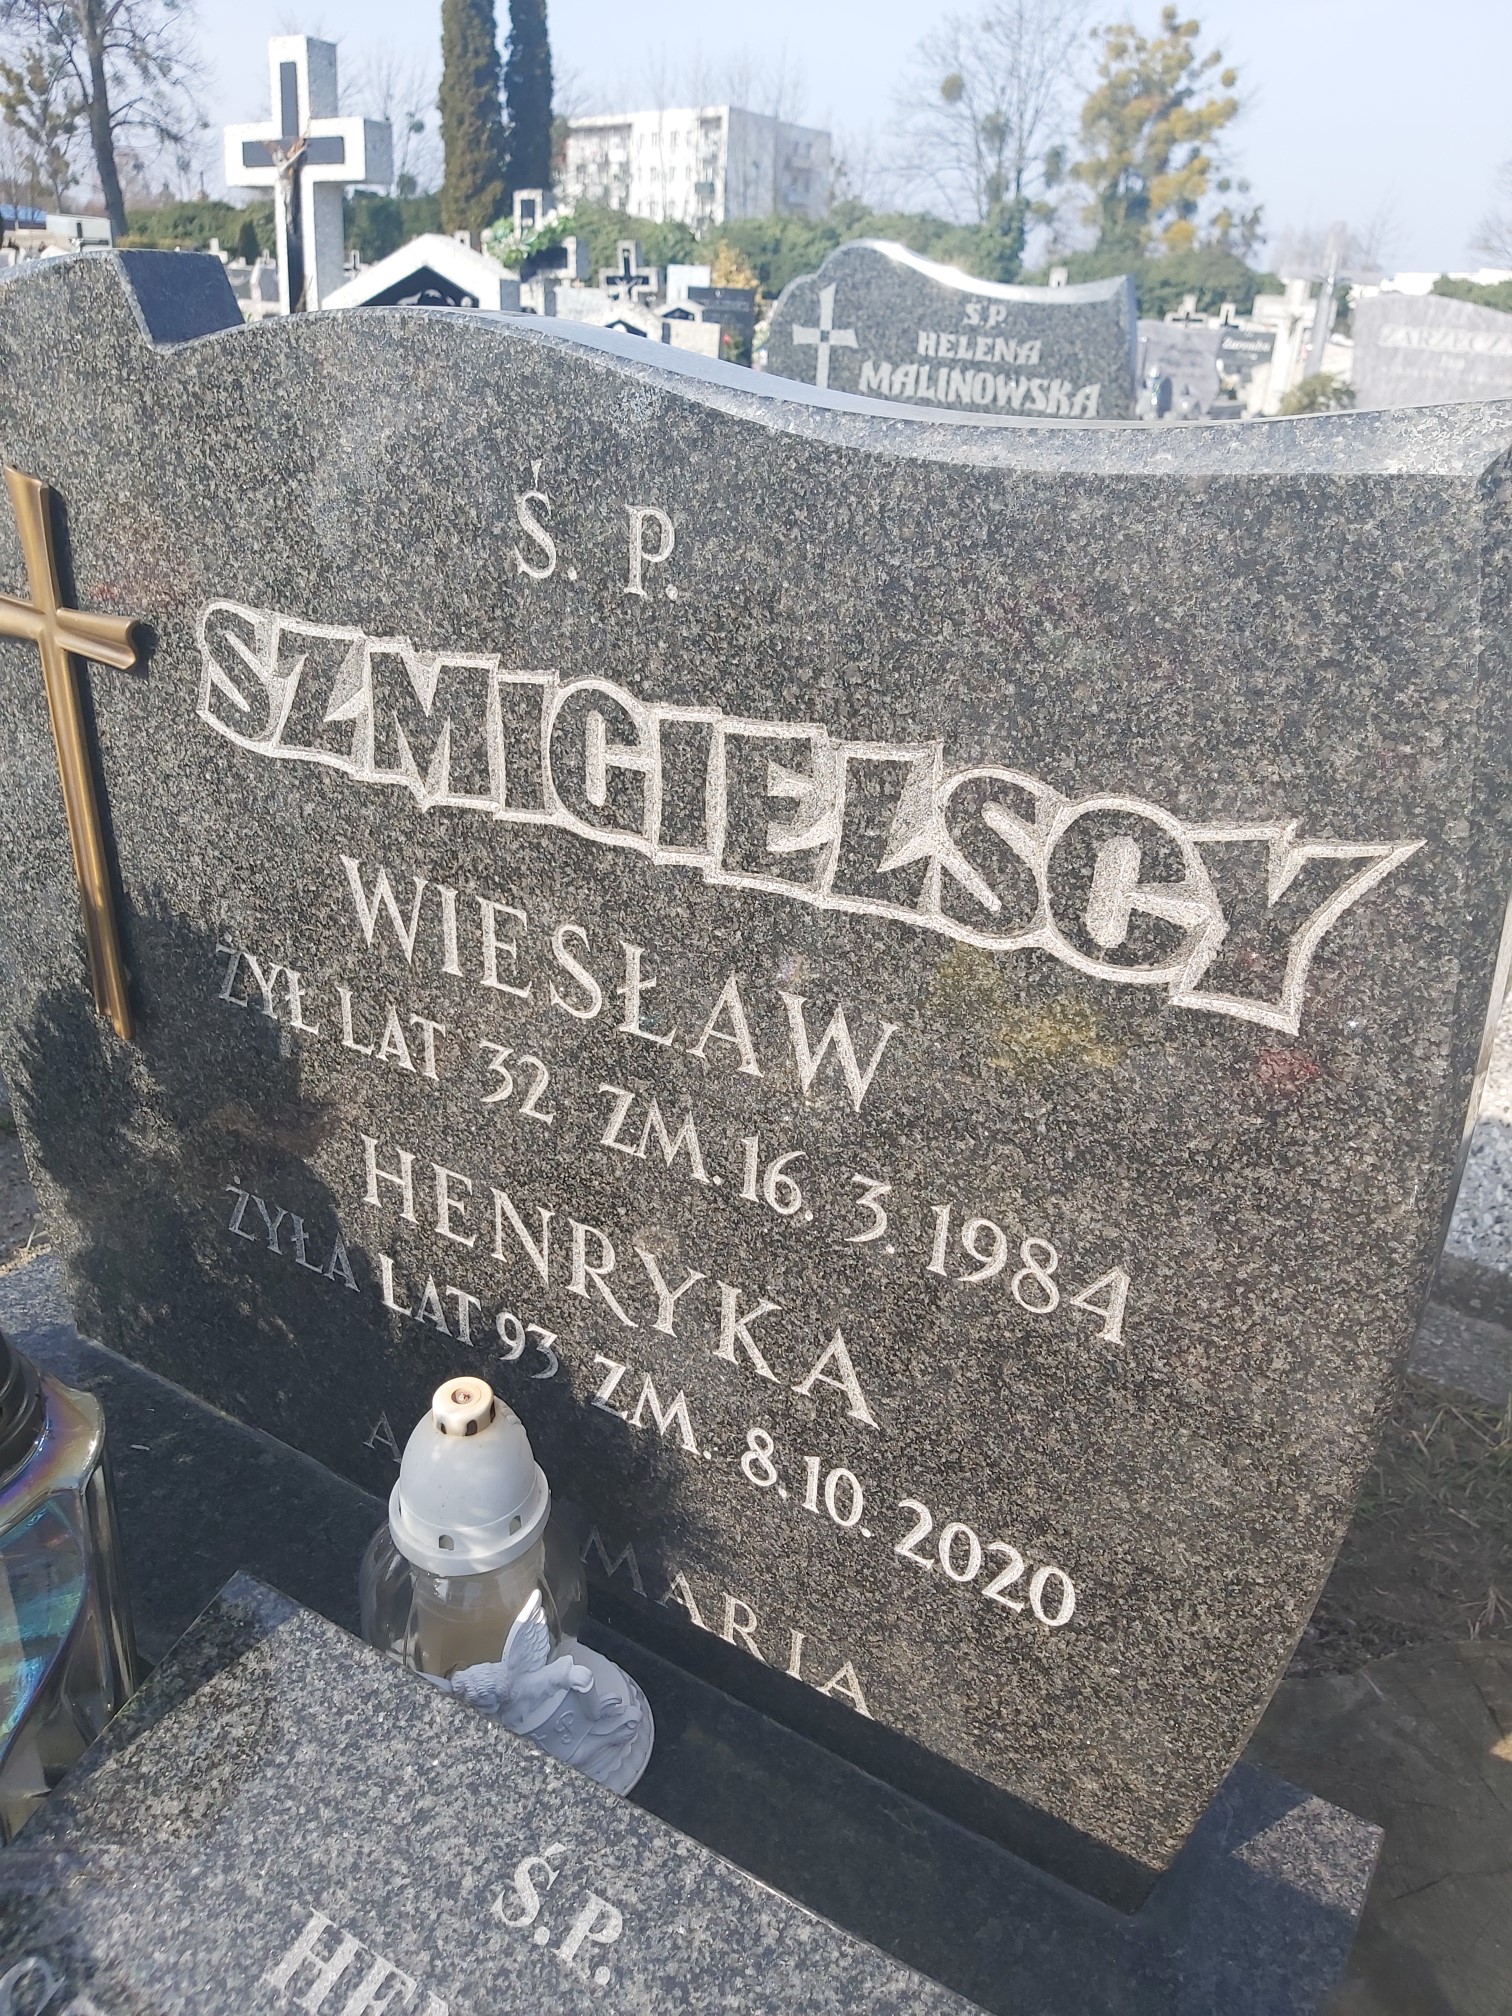 Ś.P.
HELENA
MALINOWSKA
Ś. P.
SZMIGIELSCY
WIESŁAW
ŻYŁ LAT 32 ZM. 16. 3. 1984
HENRYKA
ŻYŁA LAT 93 ZM. 8.10. 2020
A MARIA
Ś.P.